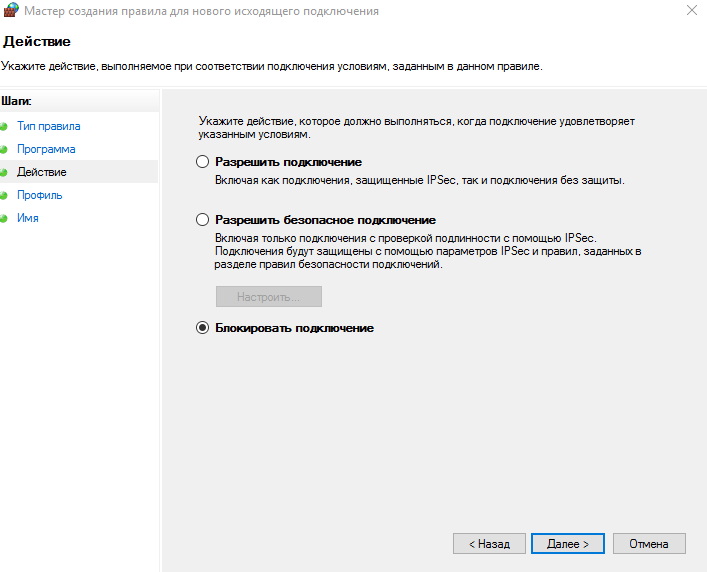 Мастер создания правила для нового исходящего подключения
Действие
Укажите действие, выполняемое при соответствии подключения условиям, заданным в данном правиле.
Шаги:
Тип правила
Программа
Действие
Профиль
Имя
Укажите действие, которое должно выполняться, когда подключение удовлетворяет
указанным условиям.
Разрешить подключение
Включая как подключения, защищенные IPSec, так и подключения без защиты.
Разрешить безопасное подключение
Включая только подключения с проверкой подлинности с помощью IPSec.
Подключения будут защищены с помощью параметров IPSec и правил, заданных в
разделе правил безопасности подключений.
Настроить...
Блокировать подключение
< Назад
Далее >
Отмена